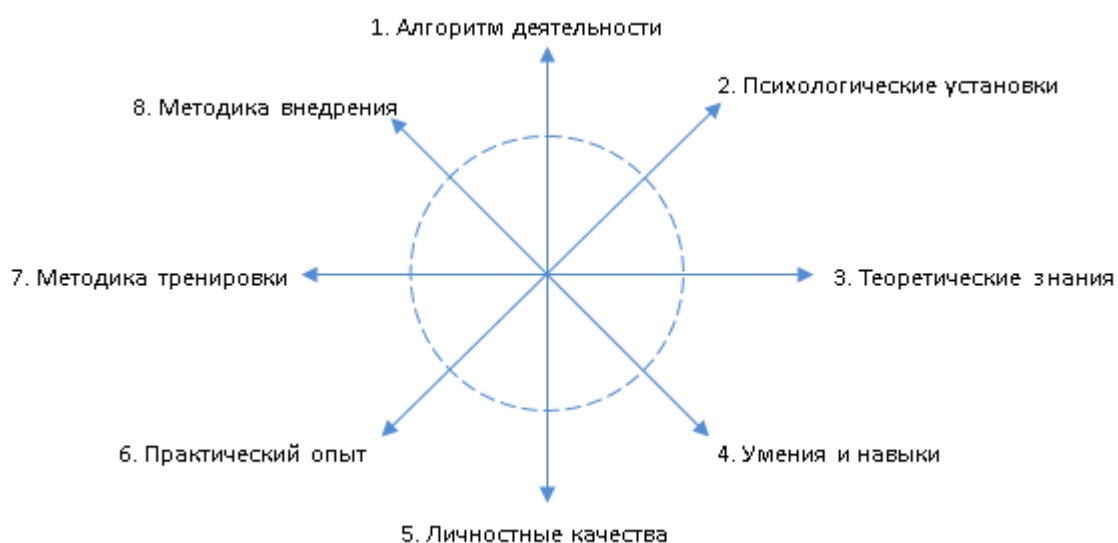 1. Алгоритм деятельности
2. Психологические установки
8. Методика внедрения
7. Методика тренировки
3. Теоретические знания
6. Практический опыт
4. Умения и навыки
5. Личностные качества